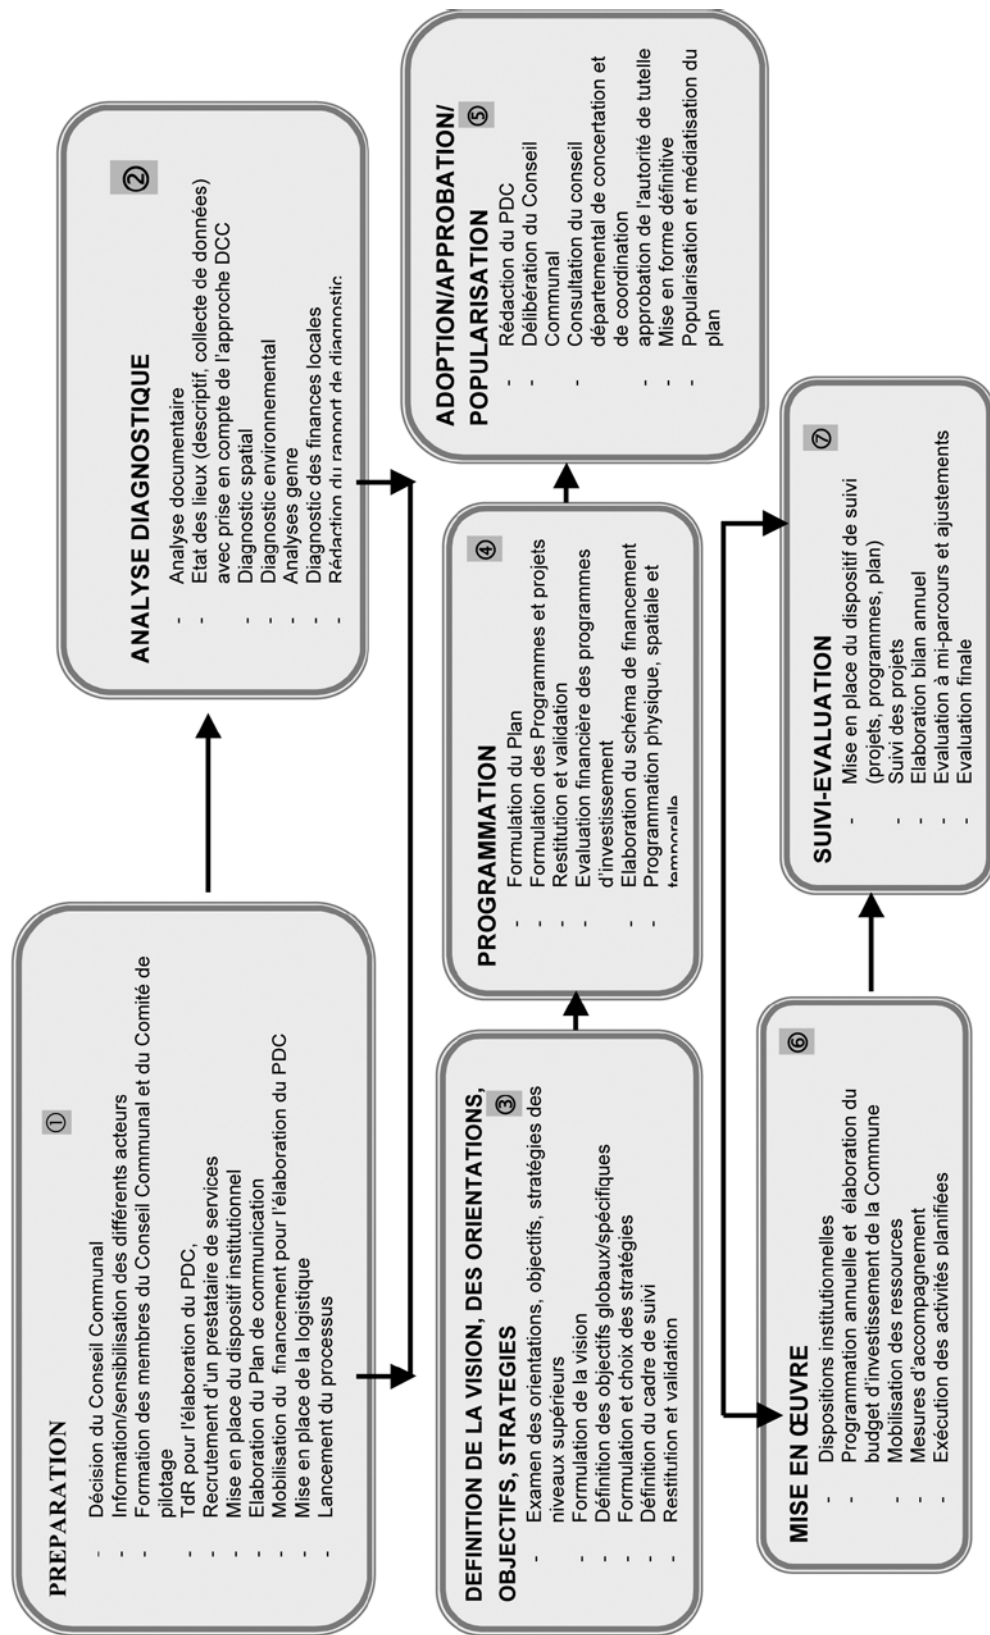 PREPARATION
①
- Décision du Conseil Communal
- Information/sensibilisation des différents acteurs
- Formation des membres du Conseil Communal et du Comité de
pilotage
- TdR pour l'élaboration du PDC,
- Recrutement d'un prestataire de services
- Mise en place du dispositif institutionnel
- Elaboration du Plan de communication
- Mobilisation du financement pour l'élaboration du PDC
- Mise en place de la logistique
- Lancement du processus
ANALYSE DIAGNOSTIQUE
②
- Analyse documentaire
- Etat des lieux (descriptif, collecte de données)
avec prise en compte de l'approche DCC
- Diagnostic spatial
- Diagnostic environnemental
- Analyses genre
- Diagnostic des finances locales
- Rédaction du rapport de diagnostic
DEFINITION DE LA VISION, DES ORIENTATIONS,
OBJECTIFS, STRATEGIES
③
- Examen des orientations, objectifs, stratégies des
niveaux supérieurs
- Formulation de la vision
- Définition des objectifs globaux/spécifiques
- Formulation et choix des stratégies
- Définition du cadre de suivi
- Restitution et validation
PROGRAMMATION
④
- Formulation du Plan
- Formulation des Programmes et projets
- Restitution et validation
- Evaluation financière des programmes
d'investissement
- Elaboration du schéma de financement
- Programmation physique, spatiale et
temporelle
ADOPTION/APPROBATION/
POPULARISATION
⑤
- Rédaction du PDC
- Délibération du Conseil
Communal
- Consultation du conseil
départemental de concertation et
de coordination
- approbation de l'autorité de tutelle
- Mise en forme définitive
- Popularisation et médiatisation du
plan
MISE EN ŒUVRE
⑥
- Dispositions institutionnelles
- Programmation annuelle et élaboration du
budget d'investissement de la Commune
- Mobilisation des ressources
- Mesures d'accompagnement
- Exécution des activités planifiées
SUIVI-EVALUATION
⑦
- Mise en place du dispositif de suivi
(projets, programmes, plan)
- Suivi des projets
- Elaboration bilan annuel
- Evaluation à mi-parcours et ajustements
- Evaluation finale